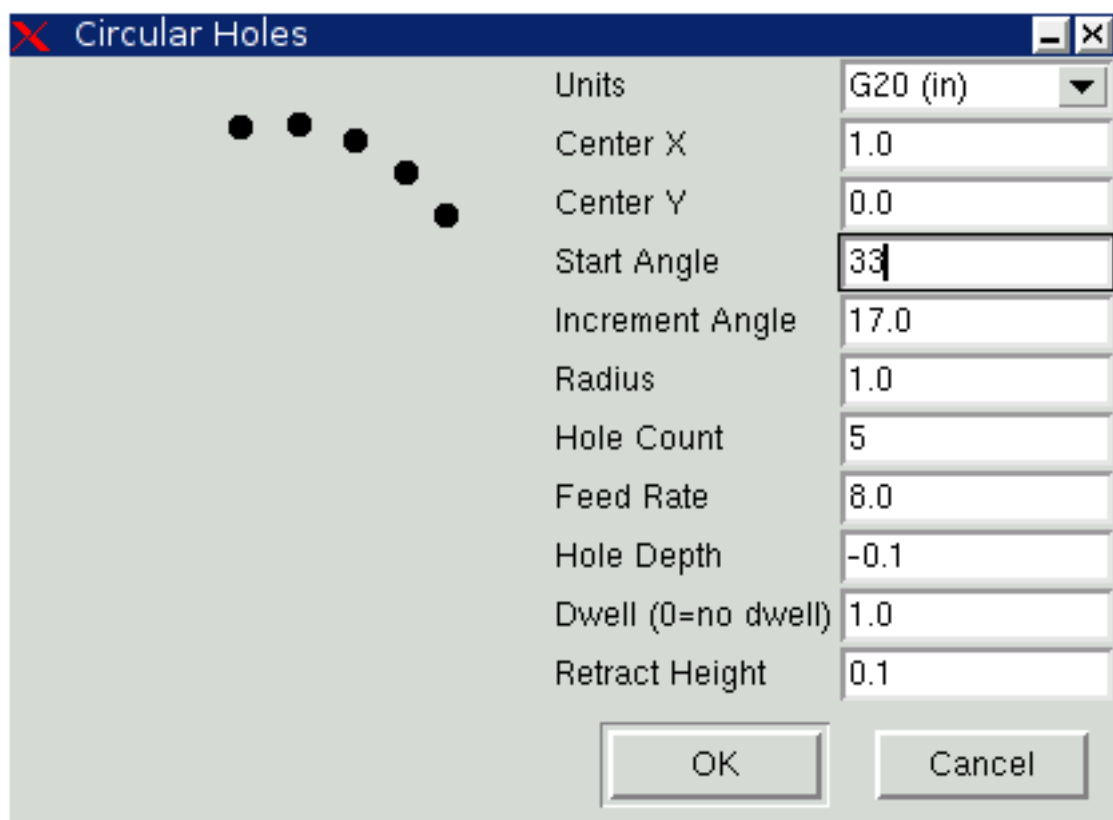 Circular Holes
Units G20 (in)
Center X 1.0
Center Y 0.0
Start Angle 33
Increment Angle 17.0
Radius 1.0
Hole Count 5
Feed Rate 8.0
Hole Depth -0.1
Dwell (0=no dwell) 1.0
Retract Height 0.1
OK Cancel